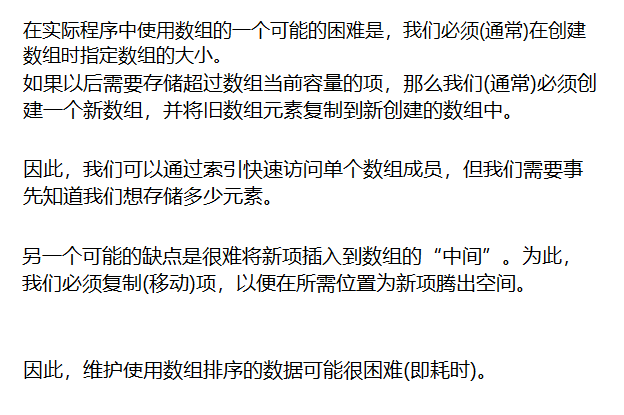 在实际程序中使用数组的一个可能的困难是，我们必须(通常)在创建
数组时指定数组的大小。
如果以后需要存储超过数组当前容量的项，那么我们(通常)必须创
建一个新数组，并将旧数组元素复制到新创建的数组中。
因此，我们可以通过索引快速访问单个数组成员，但我们需要事
先知道我们想存储多少元素。
另一个可能的缺点是很难将新项插入到数组的“中间”。为此，
我们必须复制(移动)项，以便在所需位置为新项腾出空间。
因此，维护使用数组排序的数据可能很困难(即耗时)。